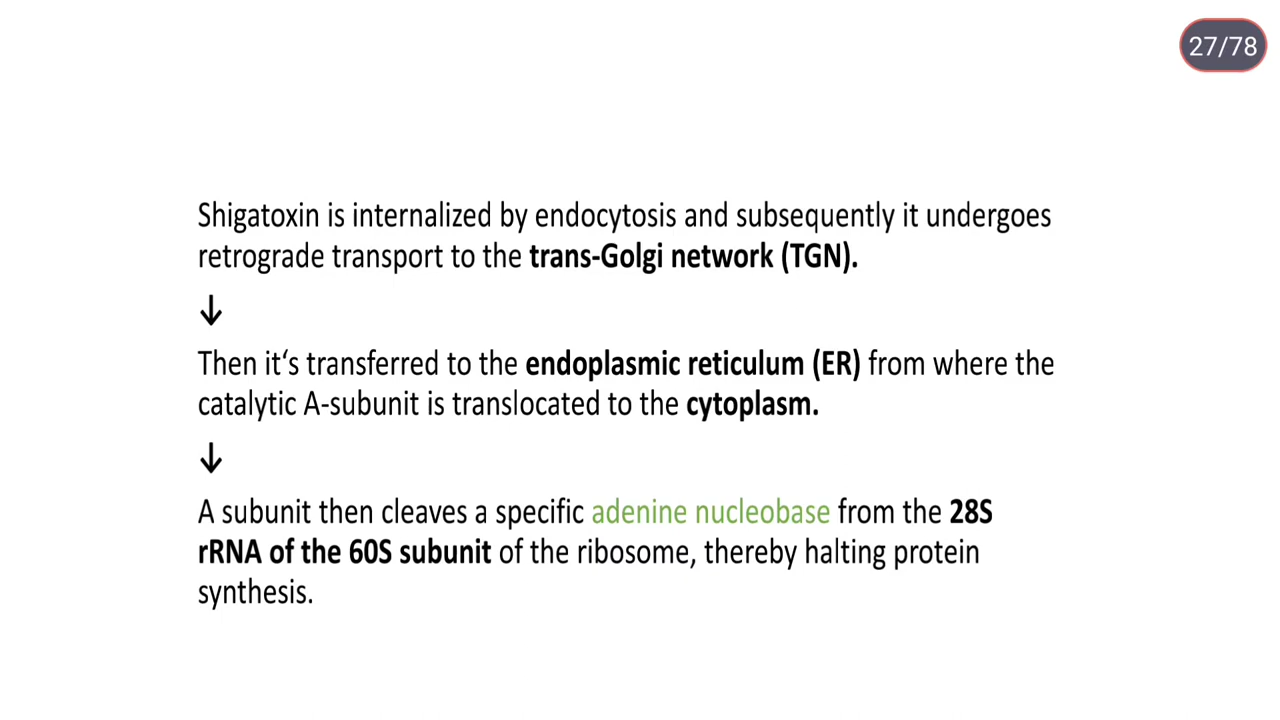 27/78
Shigatoxin is internalized by endocytosis and subsequently it undergoes
retrograde transport to the trans-Golgi network (TGN).
↓
Then it‘s transferred to the endoplasmic reticulum (ER) from where the
catalytic A-subunit is translocated to the cytoplasm.
↓
A subunit then cleaves a specific adenine nucleobase from the 28S
rRNA of the 60S subunit of the ribosome, thereby halting protein
synthesis.